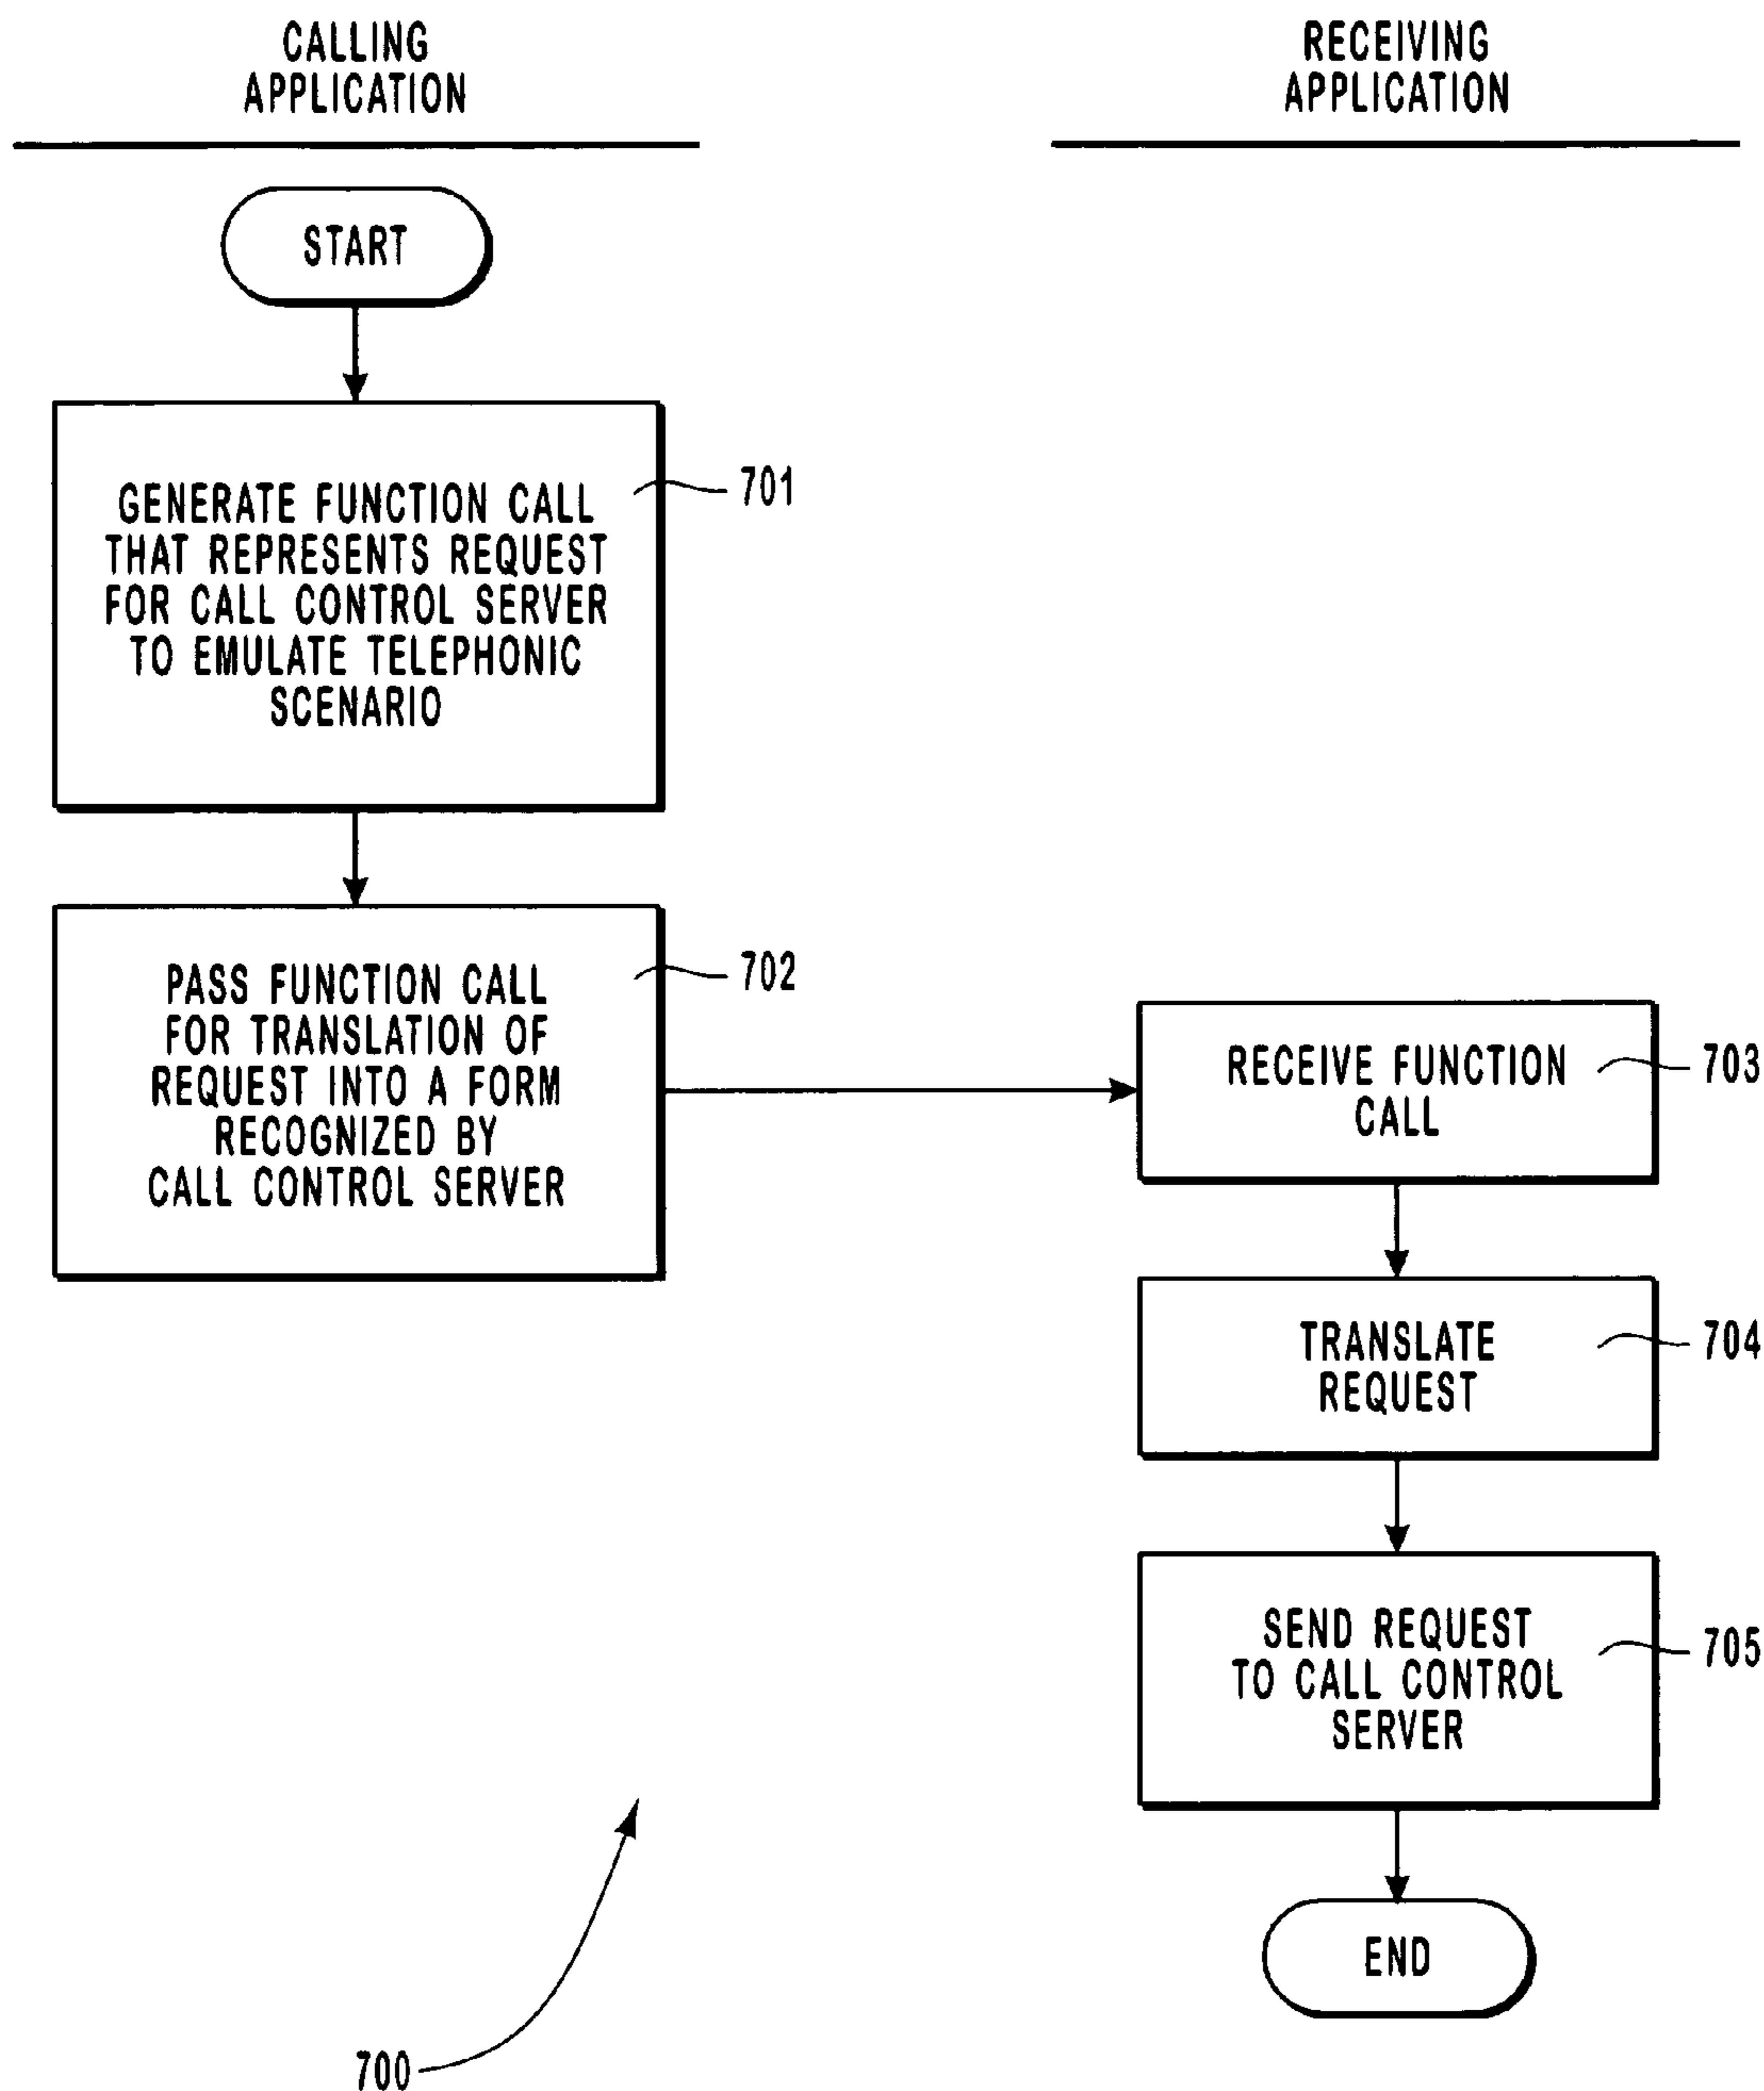 CALLING
APPLICATION
RECEIVING
APPLICATION
START
GENERATE FUNCTION CALL
THAT REPRESENTS REQUEST
FOR CALL CONTROL SERVER
TO EMULATE TELEPHONIC
SCENARIO
701
PASS FUNCTION CALL
FOR TRANSLATION OF
REQUEST INTO A FORM
RECOGNIZED BY
CALL CONTROL SERVER
702
RECEIVE FUNCTION
CALL
703
TRANSLATE
REQUEST
704
SEND REQUEST
TO CALL CONTROL
SERVER
705
END
700